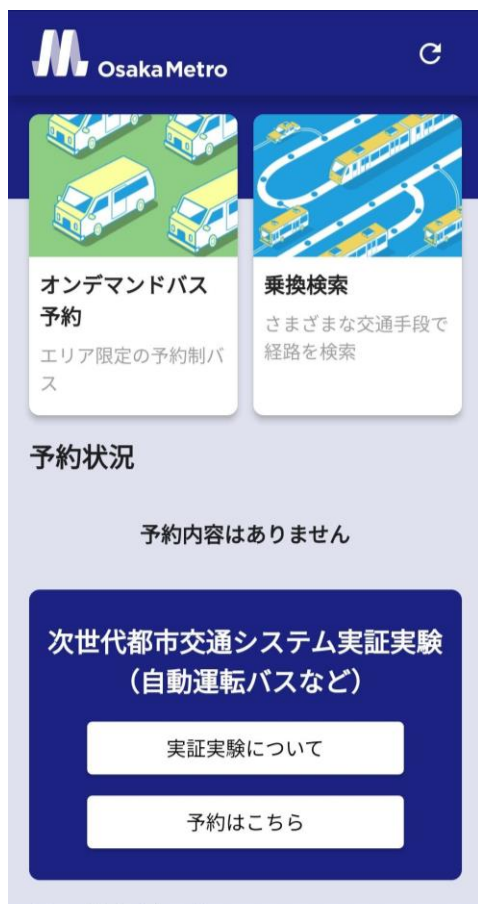 Osaka Metro
オンデマンドバス
予約
エリア限定の予約制バ
ス
乗換検索
さまざまな交通手段で
経路を検索
予約状況
予約内容はありません
次世代都市交通システム実証実験
（自動運転バスなど）
実証実験について
予約はこちら